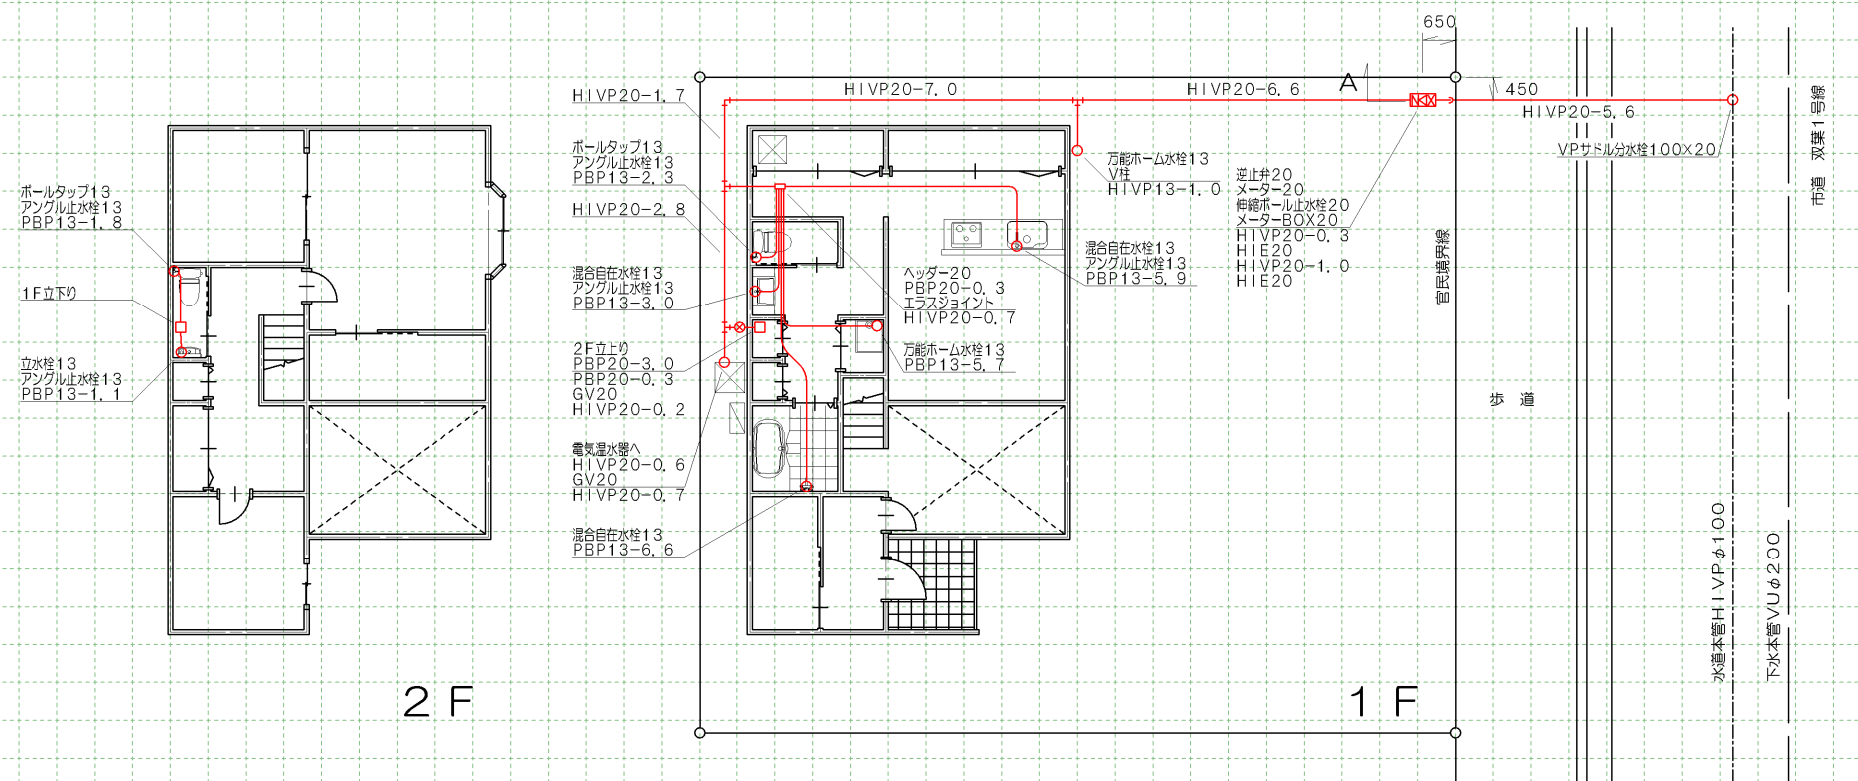 ボールタップ13
アングル止水栓13
PBP13-1.8
1F立下り
立水栓13
アングル止水栓13
PBP13-1.1
2F
HIVP20-1.7
ボールタップ13
アングル止水栓13
PBP13-2.3
HIVP20-2.8
混合自在水栓13
アングル止水栓13
PBP13-3.0
2F立上り
PBP20-3.0
PBP20-0.3
GV20
HIVP20-0.2
電気温水器へ
HIVP20-0.6
GV20
HIVP20-0.7
混合自在水栓13
PBP13-6.6
HIVP20-7.0
HIVP20-6.6
A
650
450
HIVP20-5.6
VPサドル分水栓100×20
万能ホーム水栓13
V柱
HIVP13-1.0
逆止弁20
メーター20
伸縮ボール止水栓20
メーターBOX20
HIVP20-0.3
HIE20
HIVP20-1.0
HIE20
混合自在水栓13
アングル止水栓13
PBP13-5.9
ヘッダー20
PBP20-0.3
エラスジョイント
HIVP20-0.7
万能ホーム水栓13
PBP13-5.7
1F
官民境界線
歩 道
水道本管HIVPφ100
下水本管VUφ200
市道 双葉1号線